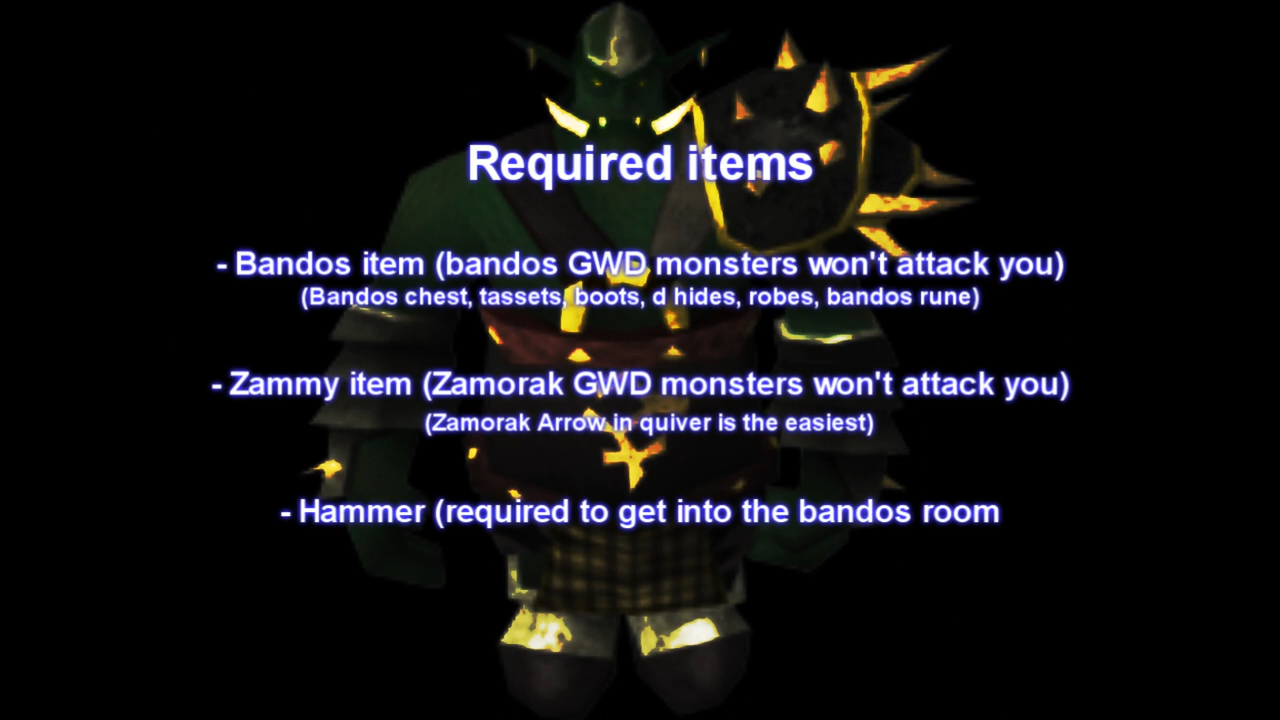 Required items
- Bandos item (bandos GWD monsters won't attack you)
(Bandos chest, tassets, boots, d hides, robes, bandos rune)
- Zammy item (Zamorak GWD monsters won't attack you)
(Zamorak Arrow in quiver is the easiest)
- Hammer (required to get into the bandos room